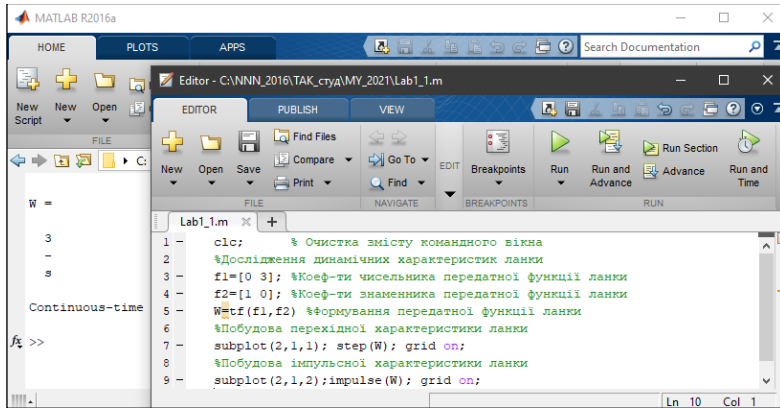 MATLAB R2016a
HOME PLOTS APPS
Search Documentation
New Script
New
Open
FILE
C:
W =
3
-
s
Continuous-time
fx >>
Editor - C:\NNN_2016\ТАК_студ\MY_2021\Lab1_1.m
EDITOR PUBLISH VIEW
New
Open
Save
Find Files
Compare
Print
Go To
Find
EDIT
Breakpoints
Run
Run and Advance
Run Section
Advance
Run and Time
FILE NAVIGATE BREAKPOINTS RUN
Lab1_1.m × +
1 – clc; % Очистка змісту командного вікна
2 %Дослідження динамічних характеристик ланки
3 – f1=[0 3]; %Коеф-ти чисельника передатної функції ланки
4 – f2=[1 0]; %Коеф-ти знаменника передатної функції ланки
5 – W=tf(f1,f2) %Формування передатної функції ланки
6 %Побудова перехідної характеристики ланки
7 – subplot(2,1,1); step(W); grid on;
8 %Побудова імпульсної характеристики ланки
9 – subplot(2,1,2);impulse(W); grid on;
Ln 10 Col 1